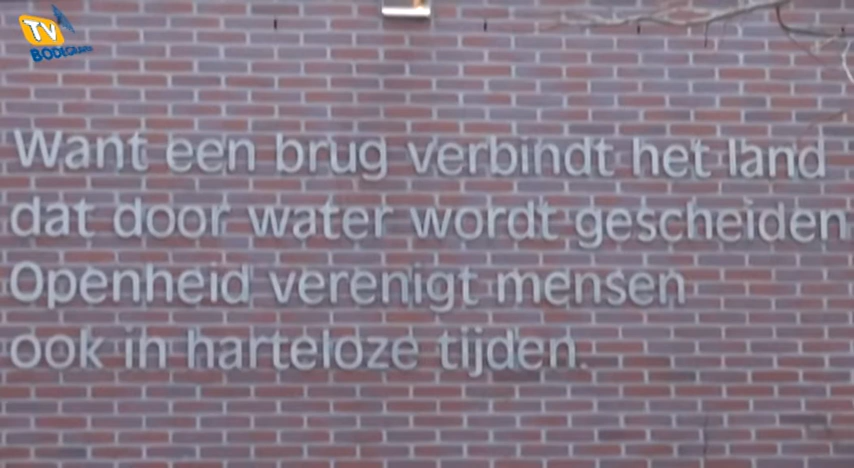 TV
BODEGRAVEN
Want een brug verbindt het land
dat door water wordt gescheiden
Openheid verenigt mensen
ook in harteloze tijden.